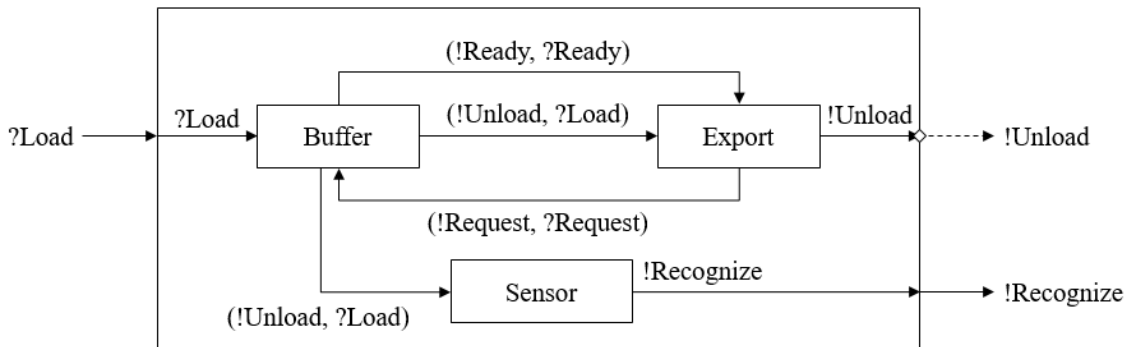 (!Ready, ?Ready)
?Load
?Load
Buffer
(!Unload, ?Load)
Export
!Unload
!Unload
(!Request, ?Request)
Sensor
!Recognize
!Recognize
(!Unload, ?Load)